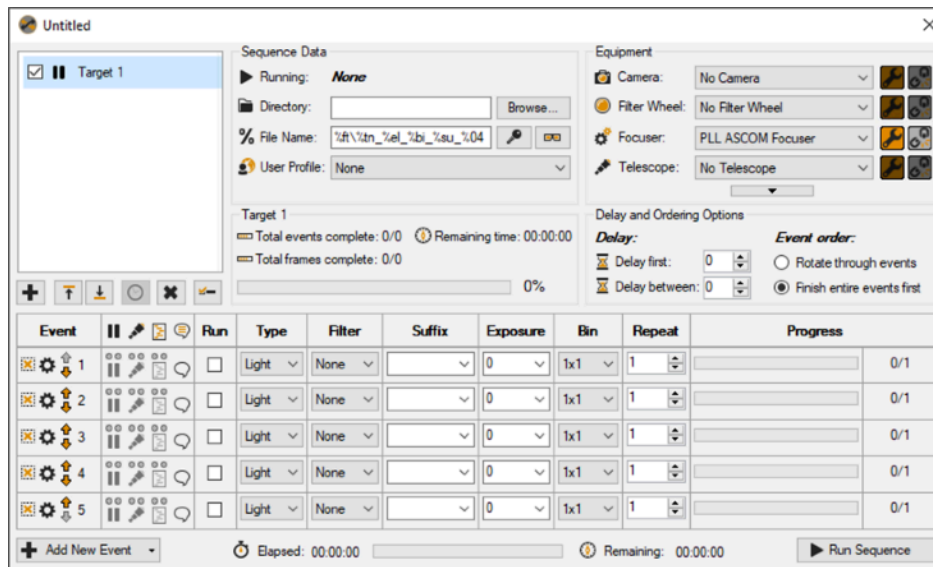 Untitled
Target 1
Sequence Data
Running: None
Directory: Browse...
File Name: %ft\%tn_%el_%bi_%su_%04
User Profile: None
Equipment
Camera: No Camera
Filter Wheel: No Filter Wheel
Focuser: PLL ASCOM Focuser
Telescope: No Telescope
Target 1
Total events complete: 0/0 Remaining time: 00:00:00
Total frames complete: 0/0
0%
Delay and Ordering Options
Delay: Event order:
Delay first: 0 Rotate through events
Delay between: 0 Finish entire events first
Event Run Type Filter Suffix Exposure Bin Repeat Progress
1 Light None 0 1x1 1 0/1
2 Light None 0 1x1 1 0/1
3 Light None 0 1x1 1 0/1
4 Light None 0 1x1 1 0/1
5 Light None 0 1x1 1 0/1
Add New Event Elapsed: 00:00:00 Remaining: 00:00:00 Run Sequence